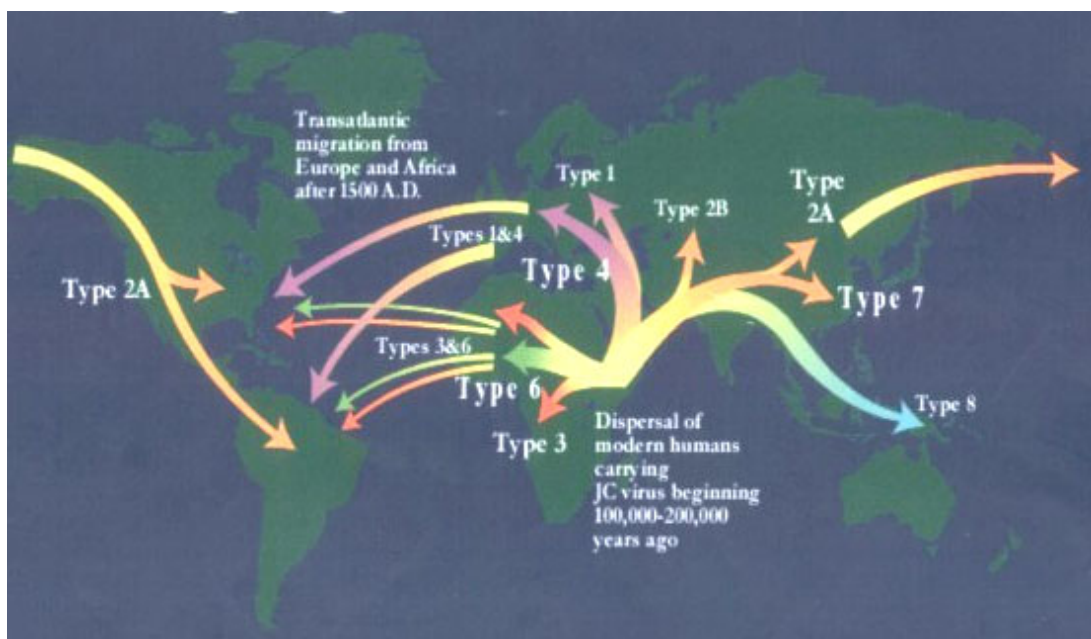 Transatlantic
migration from
Europe and Africa
after 1500 A.D.
Type 1
Type 2B
Type
2A
Types 1&4
Type 4
Type 2A
Type 7
Types 3&6
Type 6
Type 8
Type 3
Dispersal of
modern humans
carrying
JC virus beginning
100,000-200,000
years ago